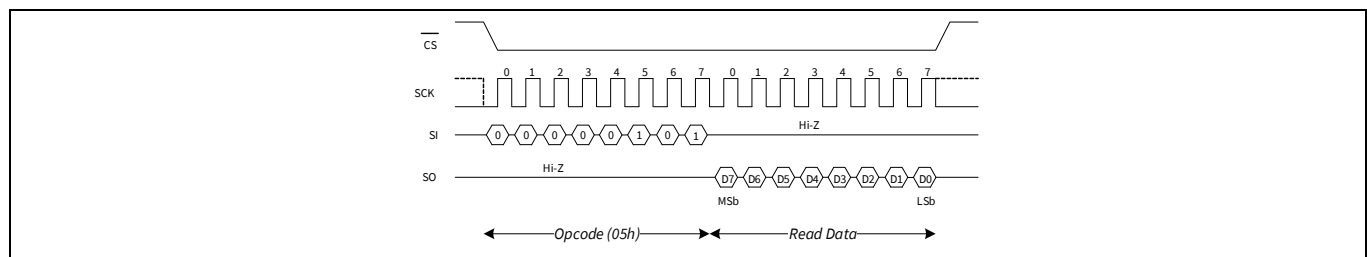 CS
0 1 2 3 4 5 6 7 0 1 2 3 4 5 6 7
SCK
SI 0 0 0 0 0 1 0 1 Hi-Z
SO Hi-Z D7 D6 D5 D4 D3 D2 D1 D0
MSb LSb
Opcode (05h) Read Data